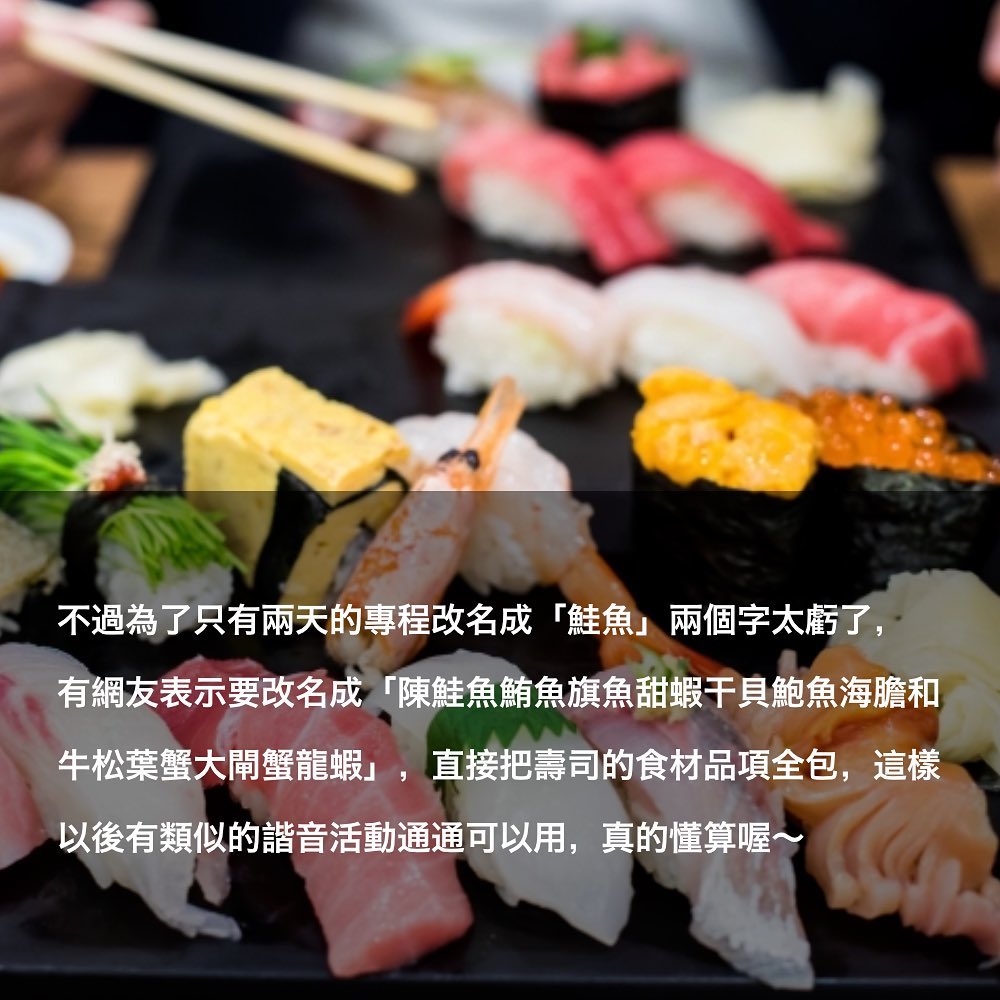 不過為了只有兩天的專程改名成「鮭魚」兩個字太虧了，
有網友表示要改名成「陳鮭魚鮪魚旗魚甜蝦干貝鮑魚海膽和
牛松葉蟹大閘蟹龍蝦」，直接把壽司的食材品項全包，這樣
以後有類似的諧音活動通通可以用，真的懂算喔～